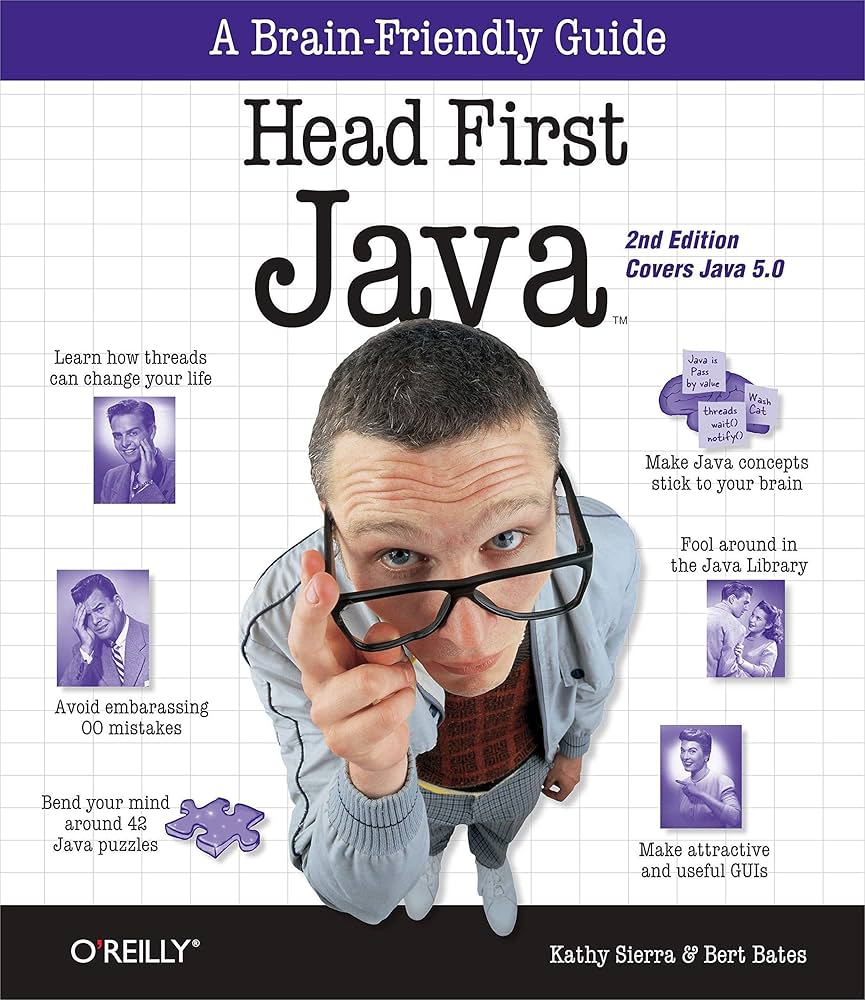 A Brain-Friendly Guide
Head First
Java
™
2nd Edition
Covers Java 5.0
Learn how threads
can change your life
Java is
Pass
by value
Wash
Cat
threads
wait()
notify()
Make Java concepts
stick to your brain
Fool around in
the Java Library
Avoid embarassing
OO mistakes
Bend your mind
around 42
Java puzzles
Make attractive
and useful GUIs
O'REILLY®
Kathy Sierra & Bert Bates